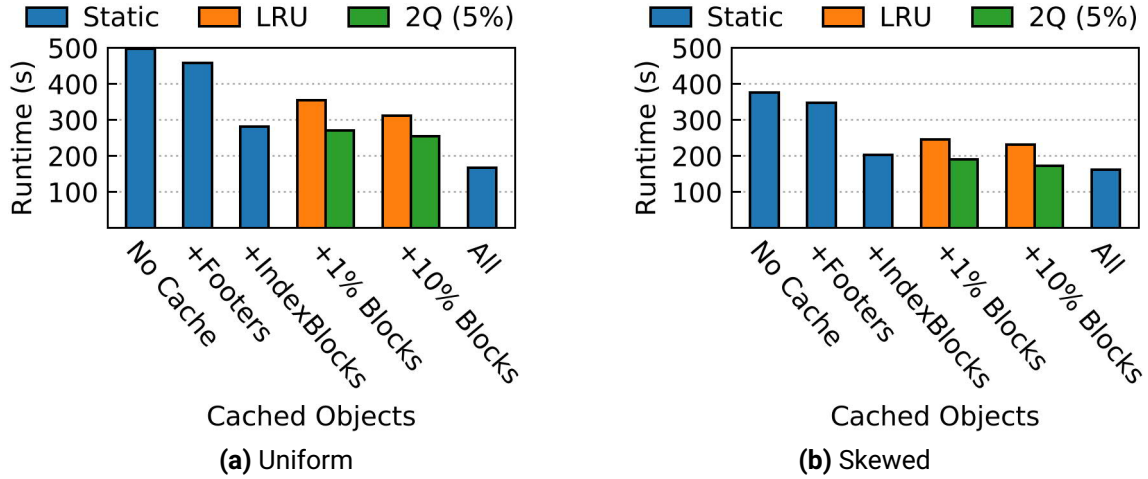 Static LRU 2Q (5%)
Runtime (s)
500
400
300
200
100
No Cache
+Footers
+IndexBlocks
+1% Blocks
+10% Blocks
All
Cached Objects
(a) Uniform
Static LRU 2Q (5%)
Runtime (s)
500
400
300
200
100
No Cache
+Footers
+IndexBlocks
+1% Blocks
+10% Blocks
All
Cached Objects
(b) Skewed